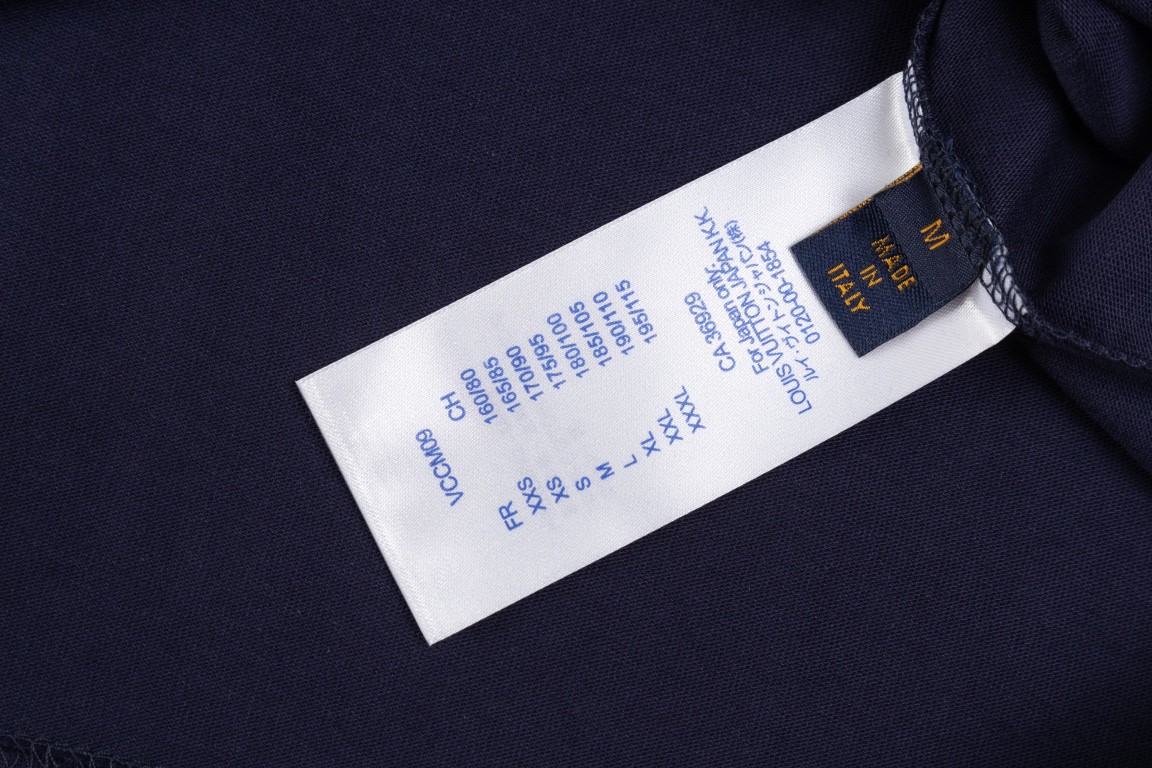 VCCM09
FR CH
XXS 160/80
XS 165/85
S 170/90
M 175/95
L 180/100
XL 185/105
XXL 190/110
XXXL 195/115
CA 36929
For Japan only:
LOUIS VUITTON JAPAN K.K.
ルイ・ヴイトンジャパン(株)
0120-00-1854
M
MADE
IN
ITALY